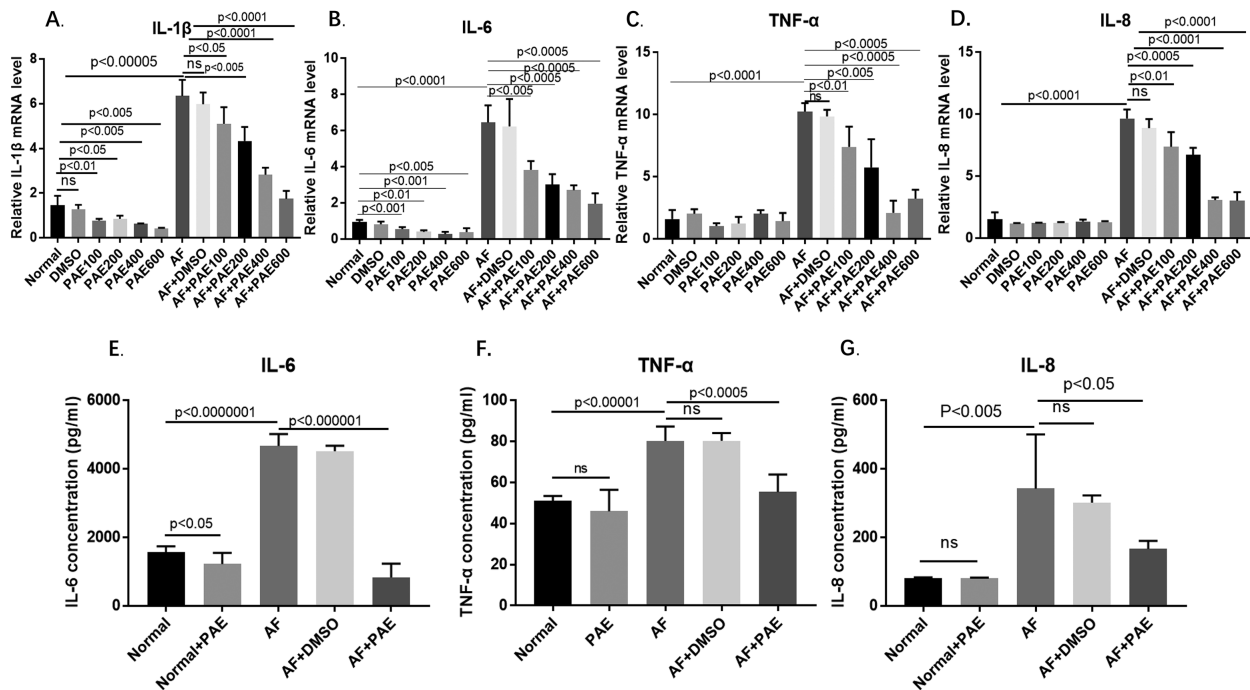 A.
IL-1β
p<0.0001
p<0.0001
p<.05
ns
p<.005
p<0.00005
p<.005
p<.005
p<.05
p<.01
ns
Relative IL-1β mRNA level
8
6
4
2
0
Normal
DMSO
PAE100
PAE200
PAE400
PAE600
AF
AF+DMSO
AF+PAE100
AF+PAE200
AF+PAE400
AF+PAE600
B.
IL-6
p<0.0005
p<0.0005
p<0.0005
p<0.005
p<0.0001
p<0.005
p<0.001
p<0.01
p<0.001
Relative IL-6 mRNA level
10
8
6
4
2
0
Normal
DMSO
PAE100
PAE200
PAE400
PAE600
AF
AF+DMSO
AF+PAE100
AF+PAE200
AF+PAE400
AF+PAE600
C.
TNF-α
p<0.0005
p<0.0005
p<0.005
p<0.01
ns
p<0.0001
Relative TNF-α mRNA level
15
10
5
0
Normal
DMSO
PAE100
PAE200
PAE400
PAE600
AF
AF+DMSO
AF+PAE100
AF+PAE200
AF+PAE400
AF+PAE600
D.
IL-8
p<0.0001
p<0.0001
p<0.0005
p<0.01
ns
p<0.0001
Relative IL-8 mRNA level
15
10
5
0
Normal
DMSO
PAE100
PAE200
PAE400
PAE600
AF
AF+DMSO
AF+PAE100
AF+PAE200
AF+PAE400
AF+PAE600
E.
IL-6
p<0.0000001
p<0.000001
p<0.05
IL-6 concentration (pg/ml)
6000
4000
2000
0
Normal
Normal+PAE
AF
AF+DMSO
AF+PAE
F.
TNF-α
p<0.00001
p<0.0005
ns
ns
TNF-α concentration (pg/ml)
100
80
60
40
20
0
Normal
PAE
AF
AF+DMSO
AF+PAE
G.
IL-8
p<0.05
P<0.005
ns
ns
IL-8 concentration (pg/ml)
600
400
200
0
Normal
Normal+PAE
AF
AF+DMSO
AF+PAE